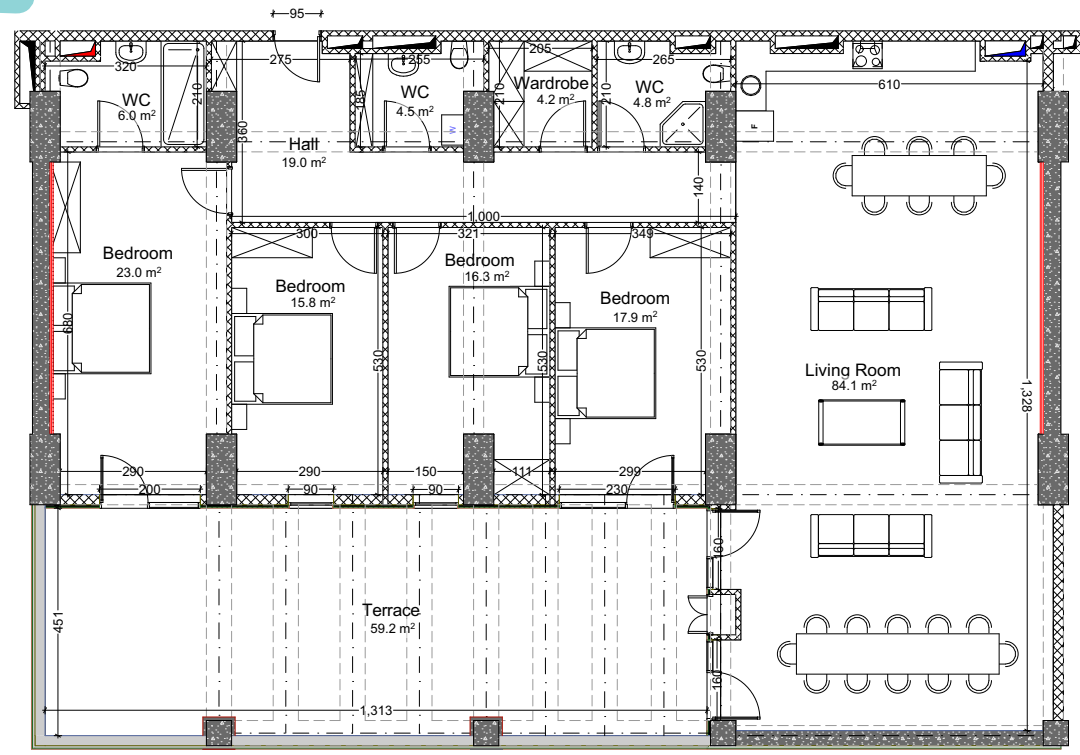 95
320
275
255
205
265
610
WC
6.0 m²
210
360
Hall
19.0 m²
185
WC
4.5 m²
W
210
Wardrobe
4.2 m²
210
WC
4.8 m²
F
140
1,000
300
321
349
Bedroom
23.0 m²
680
Bedroom
15.8 m²
530
Bedroom
16.3 m²
530
Bedroom
17.9 m²
530
Living Room
84.1 m²
1,328
290
290
150
111
299
200
90
90
230
160
451
Terrace
59.2 m²
160
1,313